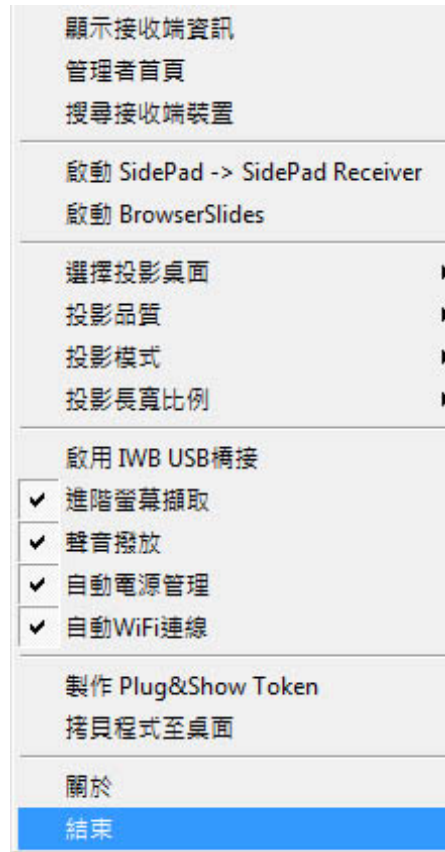 顯示接收端資訊
管理者首頁
搜尋接收端裝置
啟動 SidePad -> SidePad Receiver
啟動 BrowserSlides
選擇投影桌面
投影品質
投影模式
投影長寬比例
啟用 IWB USB橋接
進階螢幕擷取
聲音撥放
自動電源管理
自動WiFi連線
製作 Plug&Show Token
拷貝程式至桌面
關於
結束